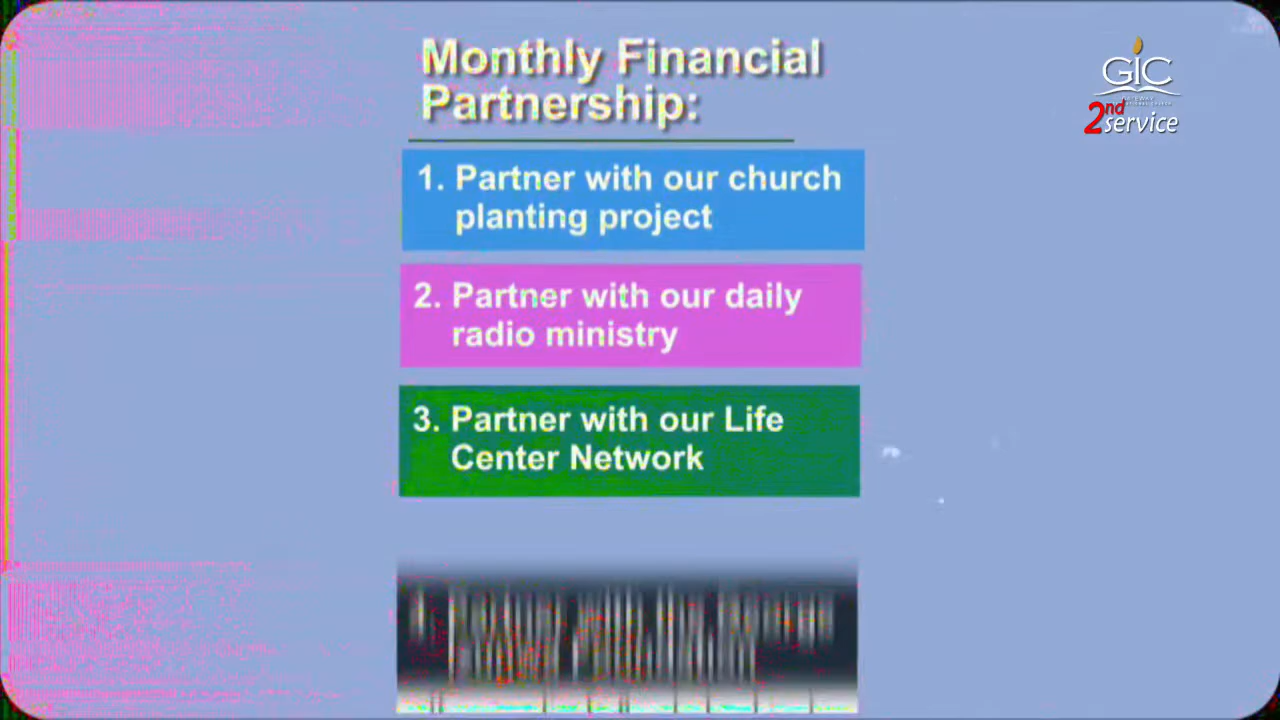 Monthly Financial
Partnership:
1. Partner with our church
planting project
2. Partner with our daily
radio ministry
3. Partner with our Life
Center Network
GIC
2nd
service